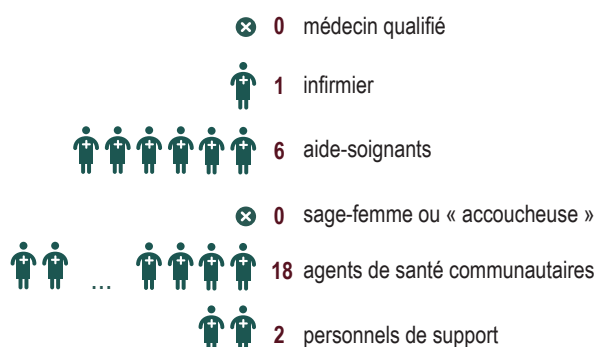 0 médecin qualifié
1 infirmier
6 aide-soignants
0 sage-femme ou « accoucheuse »
... 18 agents de santé communautaires
2 personnels de support